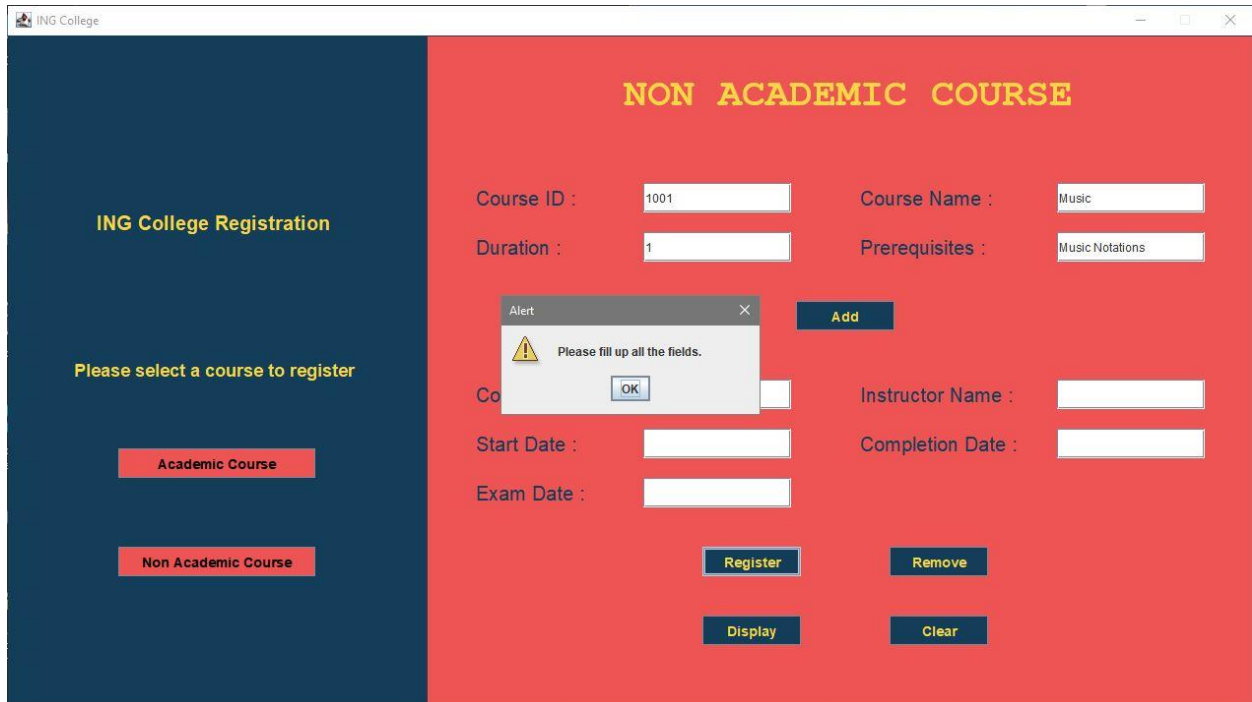 ING College
NON ACADEMIC COURSE
ING College Registration
Please select a course to register
Academic Course
Non Academic Course
Course ID : 1001 Course Name : Music
Duration : 1 Prerequisites : Music Notations
Add
Alert
Please fill up all the fields.
OK
Co Instructor Name :
Start Date : Completion Date :
Exam Date :
Register Remove
Display Clear